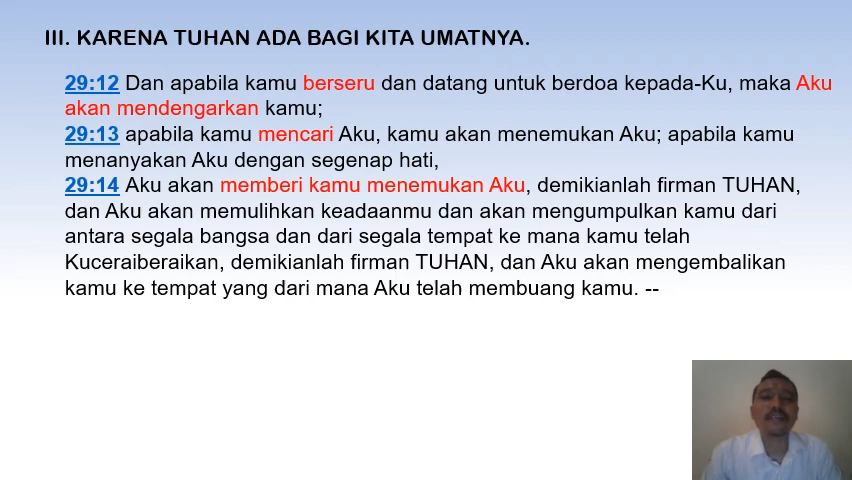 III. KARENA TUHAN ADA BAGI KITA UMATNYA.
29:12 Dan apabila kamu berseru dan datang untuk berdoa kepada-Ku, maka Aku
akan mendengarkan kamu;
29:13 apabila kamu mencari Aku, kamu akan menemukan Aku; apabila kamu
menanyakan Aku dengan segenap hati,
29:14 Aku akan memberi kamu menemukan Aku, demikianlah firman TUHAN,
dan Aku akan memulihkan keadaanmu dan akan mengumpulkan kamu dari
antara segala bangsa dan dari segala tempat ke mana kamu telah
Kuceraiberaikan, demikianlah firman TUHAN, dan Aku akan mengembalikan
kamu ke tempat yang dari mana Aku telah membuang kamu. --